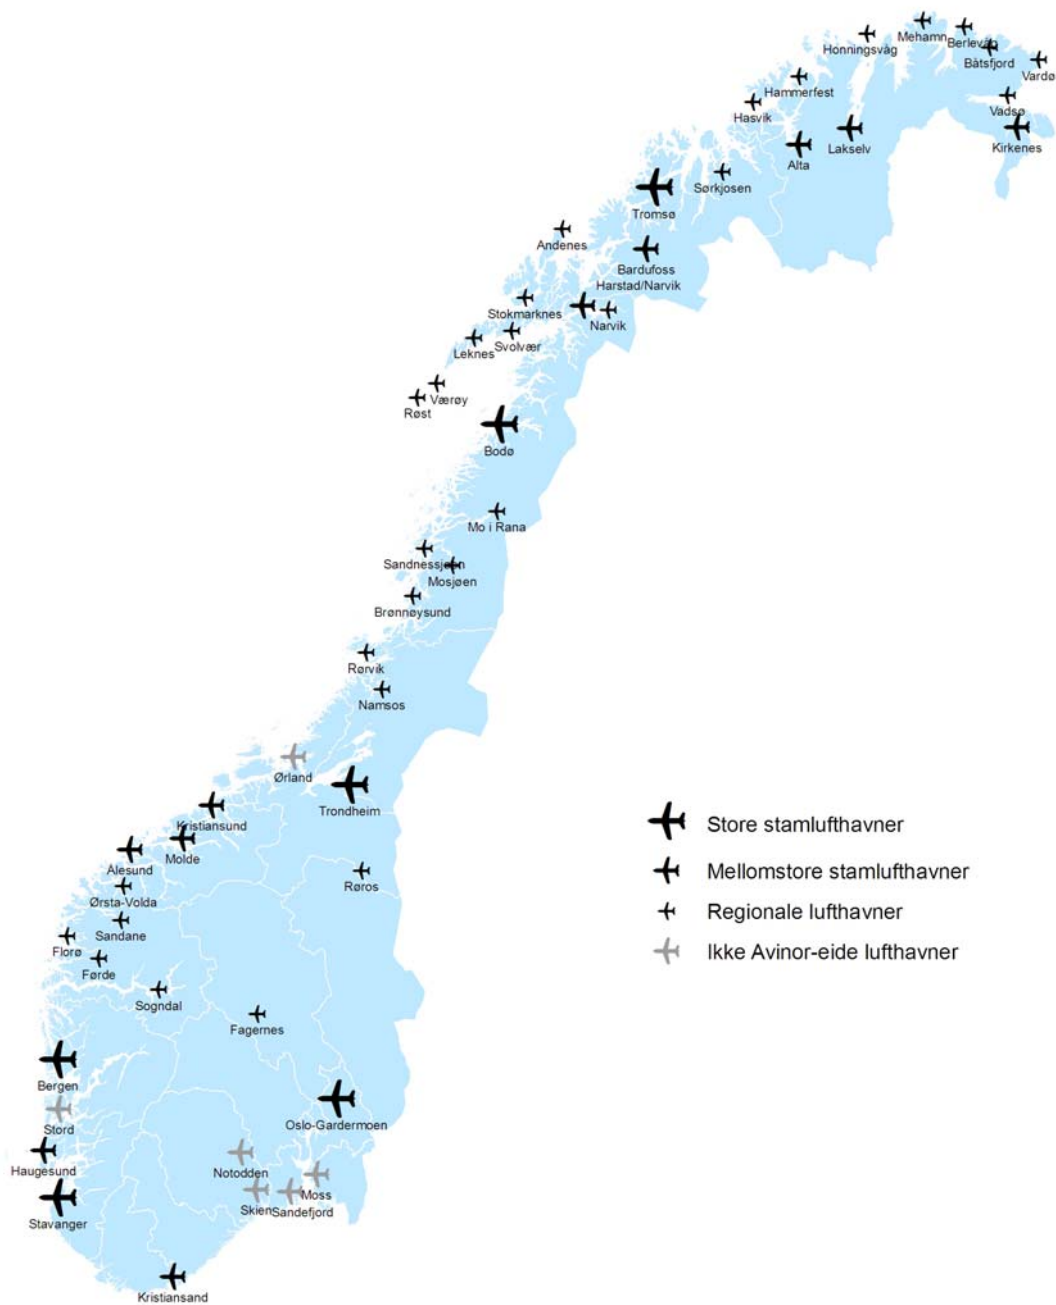 Mehamn
Berlevåg
Honningsvåg
Båtsfjord
Vardø
Hammerfest
Vadsø
Hasvik
Kirkenes
Lakselv
Alta
Sørkjosen
Tromsø
Andenes
Bardufoss
Harstad/Narvik
Stokmarknes
Narvik
Svolvær
Leknes
Værøy
Røst
Bodø
Mo i Rana
Sandnessjøen
Mosjøen
Brønnøysund
Rørvik
Namsos
Ørland
Trondheim
Kristiansund
Molde
Ålesund
Røros
Ørsta-Volda
Sandane
Florø
Førde
Sogndal
Fagernes
Bergen
Oslo-Gardermoen
Stord
Haugesund
Notodden
Moss
Skien
Sandefjord
Stavanger
Kristiansand
Store stamlufthavner
Mellomstore stamlufthavner
Regionale lufthavner
Ikke Avinor-eide lufthavner